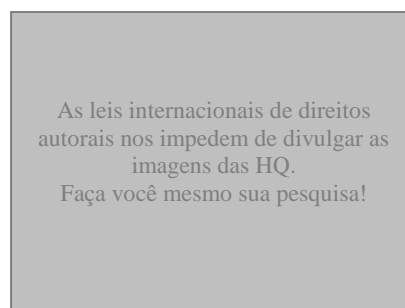 As leis internacionais de direitos
autorais nos impedem de divulgar as
imagens das HQ.
Faça você mesmo sua pesquisa!